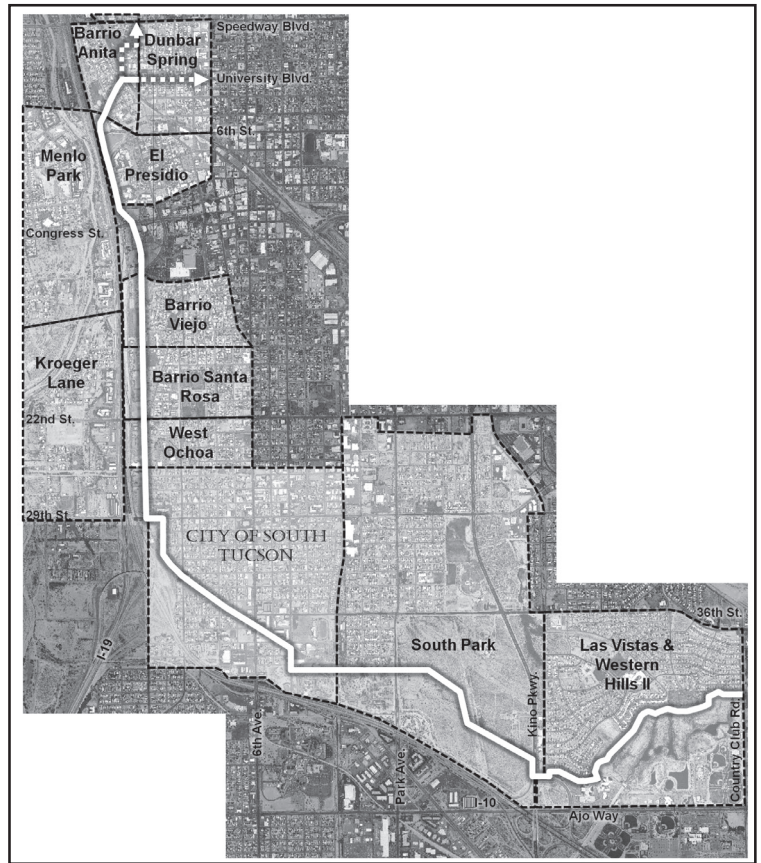 Barrio
Anita
Dunbar
Spring
Speedway Blvd.
University Blvd.
6th St.
Menlo
Park
El
Presidio
Congress St.
Barrio
Viejo
Kroeger
Lane
Barrio Santa
Rosa
22nd St.
West
Ochoa
29th St.
CITY OF SOUTH
TUCSON
36th St.
I-19
South Park
Las Vistas &
Western
Hills II
6th Ave.
Park Ave.
Kino Pkwy.
Country Club Rd.
I-10
Ajo Way